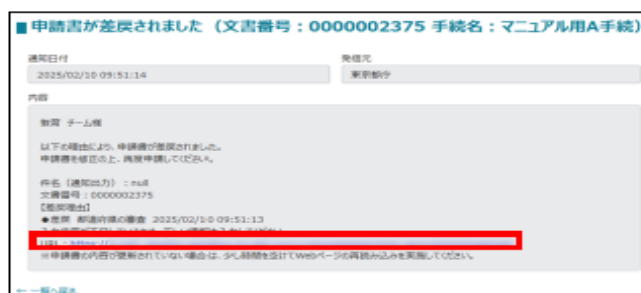 ■申請書が差戻されました（文書番号：0000002375 手続名：マニュアル用A手続）
通知日付
発信元
2025/02/10 09:51:14
東京都庁
内容
チーム様
以下の理由により、申請書が差戻されました。
申請書を修正の上、再度申請してください。
件名（通知出力）：null
文書番号：0000002375
【差戻理由】
◆差戻 都道府県の審査 2025/02/10 09:51:13
URL：https://
※申請書の内容が更新されていない場合は、少し時間を空けてWebページの再読み込みを実施してください。
← 一覧へ戻る